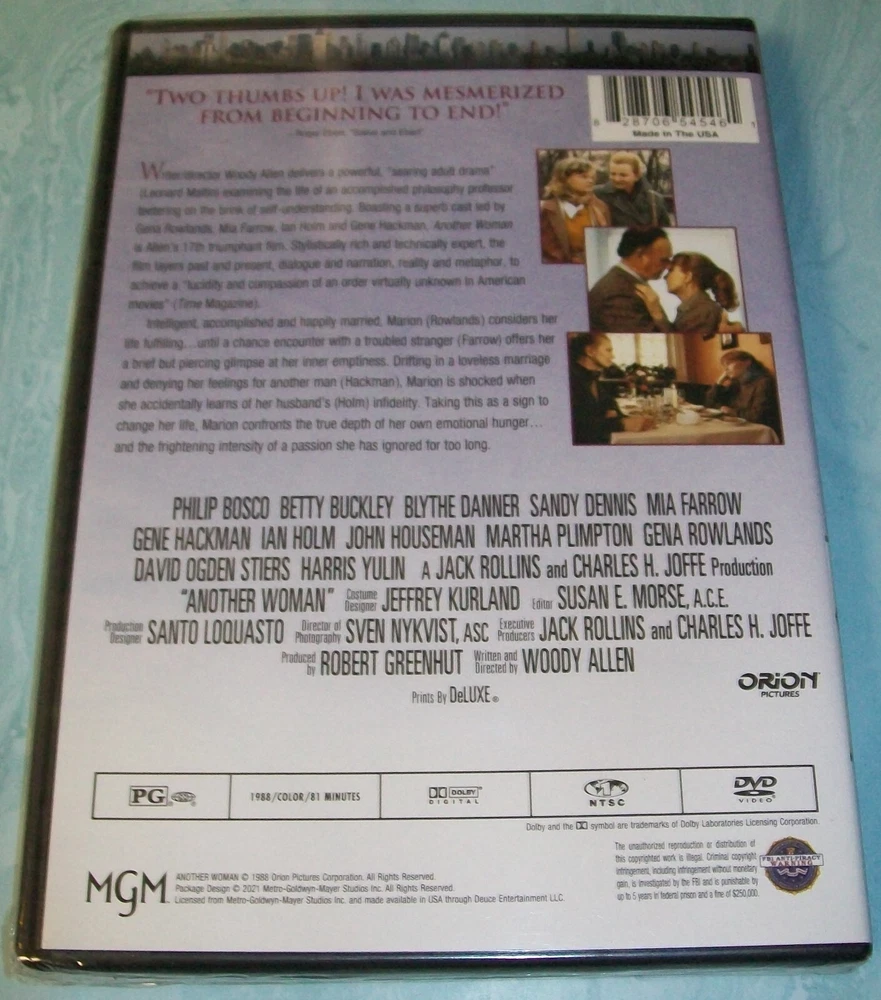 "TWO THUMBS UP! I WAS MESMERIZED
FROM BEGINNING TO END!"
Roger Ebert, "Siskel and Ebert"
8 28706 54546 1
Made in The USA
Writer/director Woody Allen delivers a powerful, "searing adult drama"
(Leonard Maltin) examining the life of an accomplished philosophy professor
teetering on the brink of self-understanding. Boasting a superb cast led by
Gena Rowlands, Mia Farrow, Ian Holm and Gene Hackman, Another Woman
is Allen's 17th triumphant film. Stylistically rich and technically expert, the
film layers past and present, dialogue and narration, reality and metaphor, to
achieve a "lucidity and compassion of an order virtually unknown in American
movies" (Time Magazine).
Intelligent, accomplished and happily married, Marion (Rowlands) considers her
life fulfilling...until a chance encounter with a troubled stranger (Farrow) offers her
a brief but piercing glimpse at her inner emptiness. Drifting in a loveless marriage
and denying her feelings for another man (Hackman), Marion is shocked when
she accidentally learns of her husband's (Holm) infidelity. Taking this as a sign to
change her life, Marion confronts the true depth of her own emotional hunger...
and the frightening intensity of a passion she has ignored for too long.
PHILIP BOSCO BETTY BUCKLEY BLYTHE DANNER SANDY DENNIS MIA FARROW
GENE HACKMAN IAN HOLM JOHN HOUSEMAN MARTHA PLIMPTON GENA ROWLANDS
DAVID OGDEN STIERS HARRIS YULIN A JACK ROLLINS and CHARLES H. JOFFE Production
"ANOTHER WOMAN" Costume Designer JEFFREY KURLAND Editor SUSAN E. MORSE, A.C.E.
Production Designer SANTO LOQUASTO Director of Photography SVEN NYKVIST, ASC Executive Producers JACK ROLLINS and CHARLES H. JOFFE
Produced by ROBERT GREENHUT Written and Directed by WOODY ALLEN
Prints By DeLUXE®
ORION
PICTURES
PG
1988/COLOR/81 MINUTES
DOLBY
DIGITAL
NTSC
DVD
VIDEO
Dolby and the DD symbol are trademarks of Dolby Laboratories Licensing Corporation.
The unauthorized reproduction or distribution of
this copyrighted work is illegal. Criminal copyright
infringement, including infringement without monetary
gain, is investigated by the FBI and is punishable by
up to 5 years in federal prison and a fine of $250,000.
FBI ANTI-PIRACY
WARNING
MGM
ANOTHER WOMAN © 1988 Orion Pictures Corporation. All Rights Reserved.
Package Design © 2021 Metro-Goldwyn-Mayer Studios Inc. All Rights Reserved.
Licensed from Metro-Goldwyn-Mayer Studios Inc. and made available in USA through Deuce Entertainment LLC.